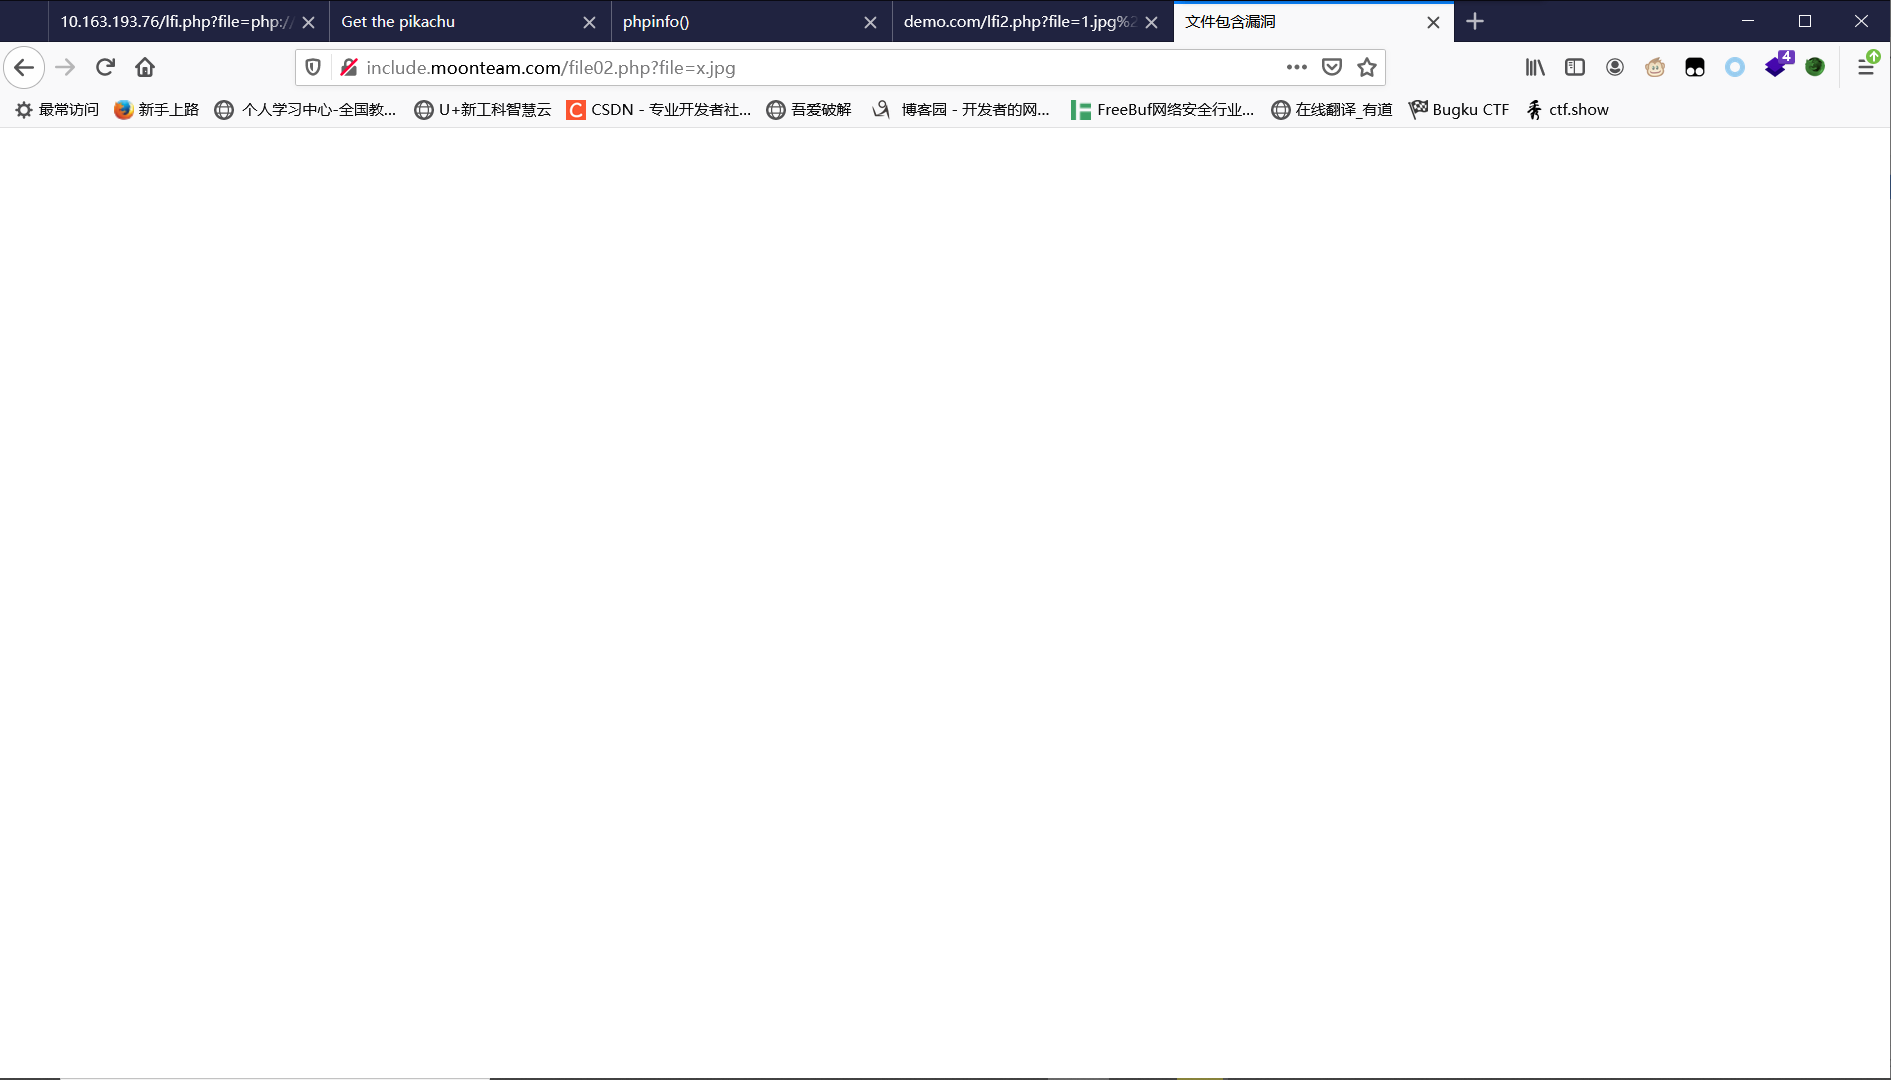 10.163.193.76/lfi.php?file=php:/ Get the pikachu phpinfo() demo.com/lfi2.php?file=1.jpg%2 文件包含漏洞
include.moonteam.com/file02.php?file=x.jpg 4
最常访问 新手上路 个人学习中心-全国教... U+新工科智慧云 CSDN - 专业开发者社... 吾爱破解 博客园 - 开发者的网... FreeBuf网络安全行业... 在线翻译_有道 Bugku CTF ctf.show